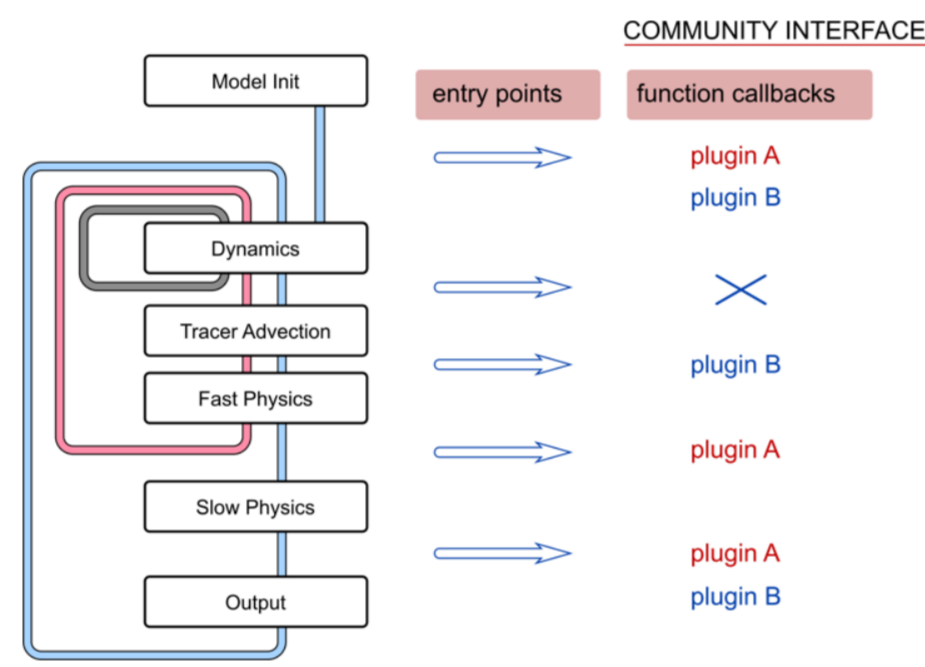 COMMUNITY INTERFACE
Model Init
entry points
function callbacks
plugin A
plugin B
Dynamics
Tracer Advection
plugin B
Fast Physics
plugin A
Slow Physics
plugin A
Output
plugin B